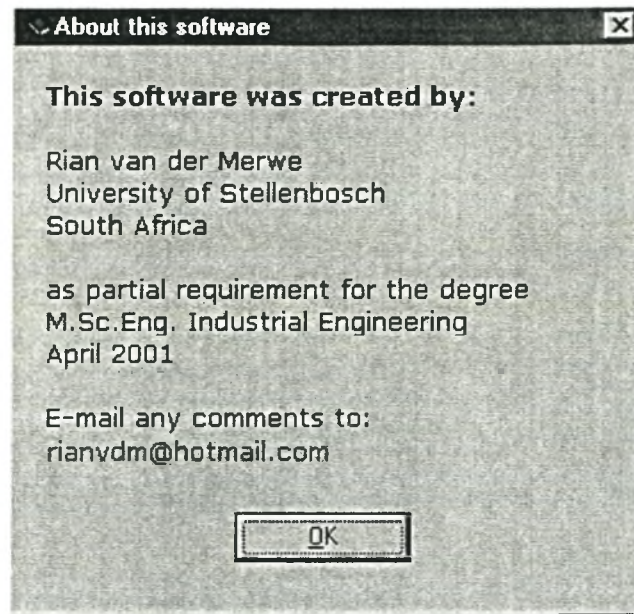 About this software
This software was created by:
Rian van der Merwe
University of Stellenbosch
South Africa
as partial requirement for the degree
M.Sc.Eng. Industrial Engineering
April 2001
E-mail any comments to:
rianvdm@hotmail.com
OK